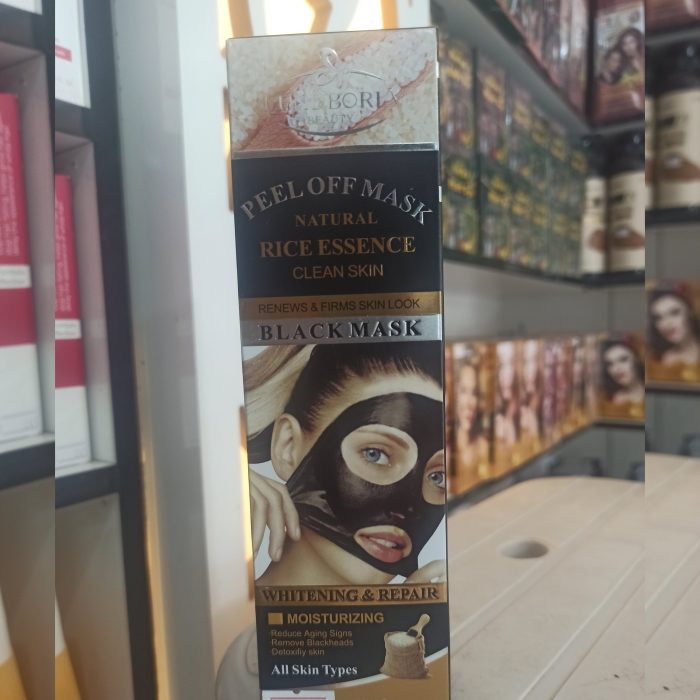 BEAUTY
PEEL OFF MASK
NATURAL
RICE ESSENCE
CLEAN SKIN
RENEWS & FIRMS SKIN LOOK
BLACK MASK
WHITENING & REPAIR
MOISTURIZING
·Reduce Aging Signs
·Remove Blackheads
·Detoxifiy skin
All Skin Types